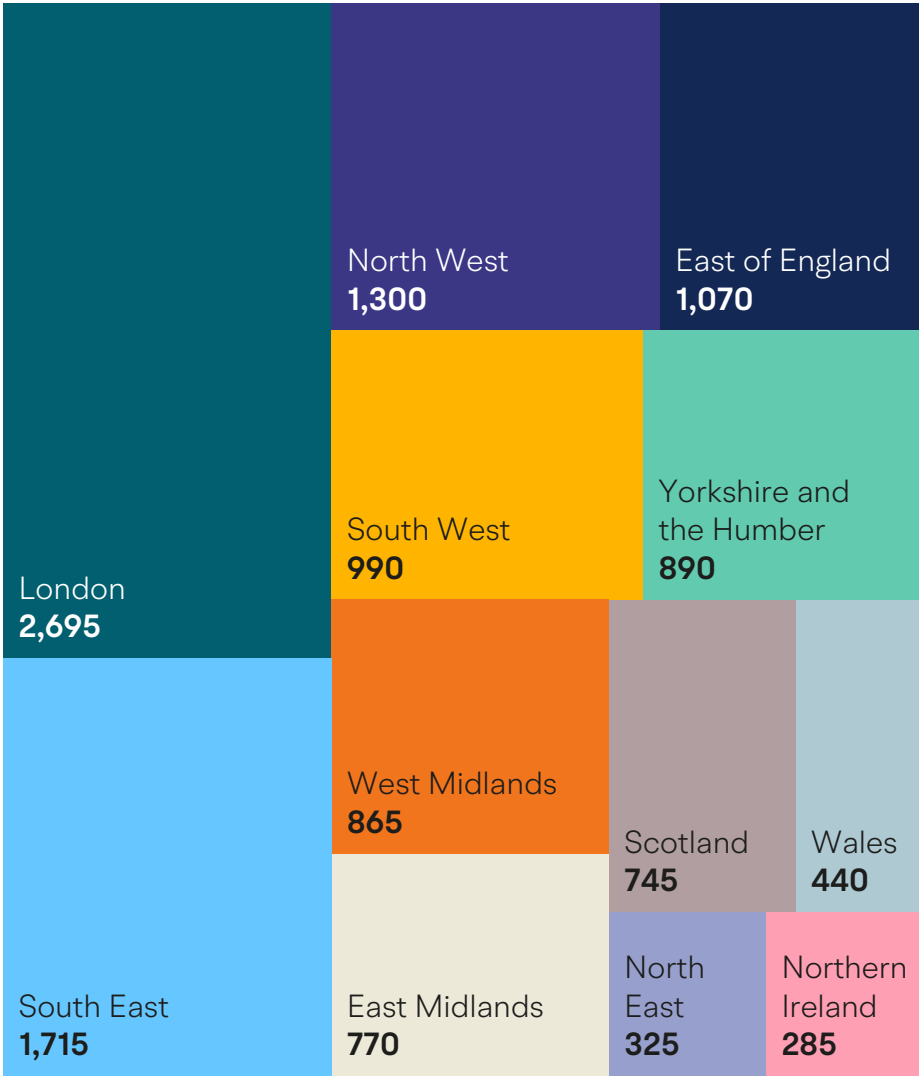 London
2,695
North West
1,300
East of England
1,070
South West
990
Yorkshire and
the Humber
890
West Midlands
865
Scotland
745
Wales
440
South East
1,715
East Midlands
770
North
East
325
Northern
Ireland
285